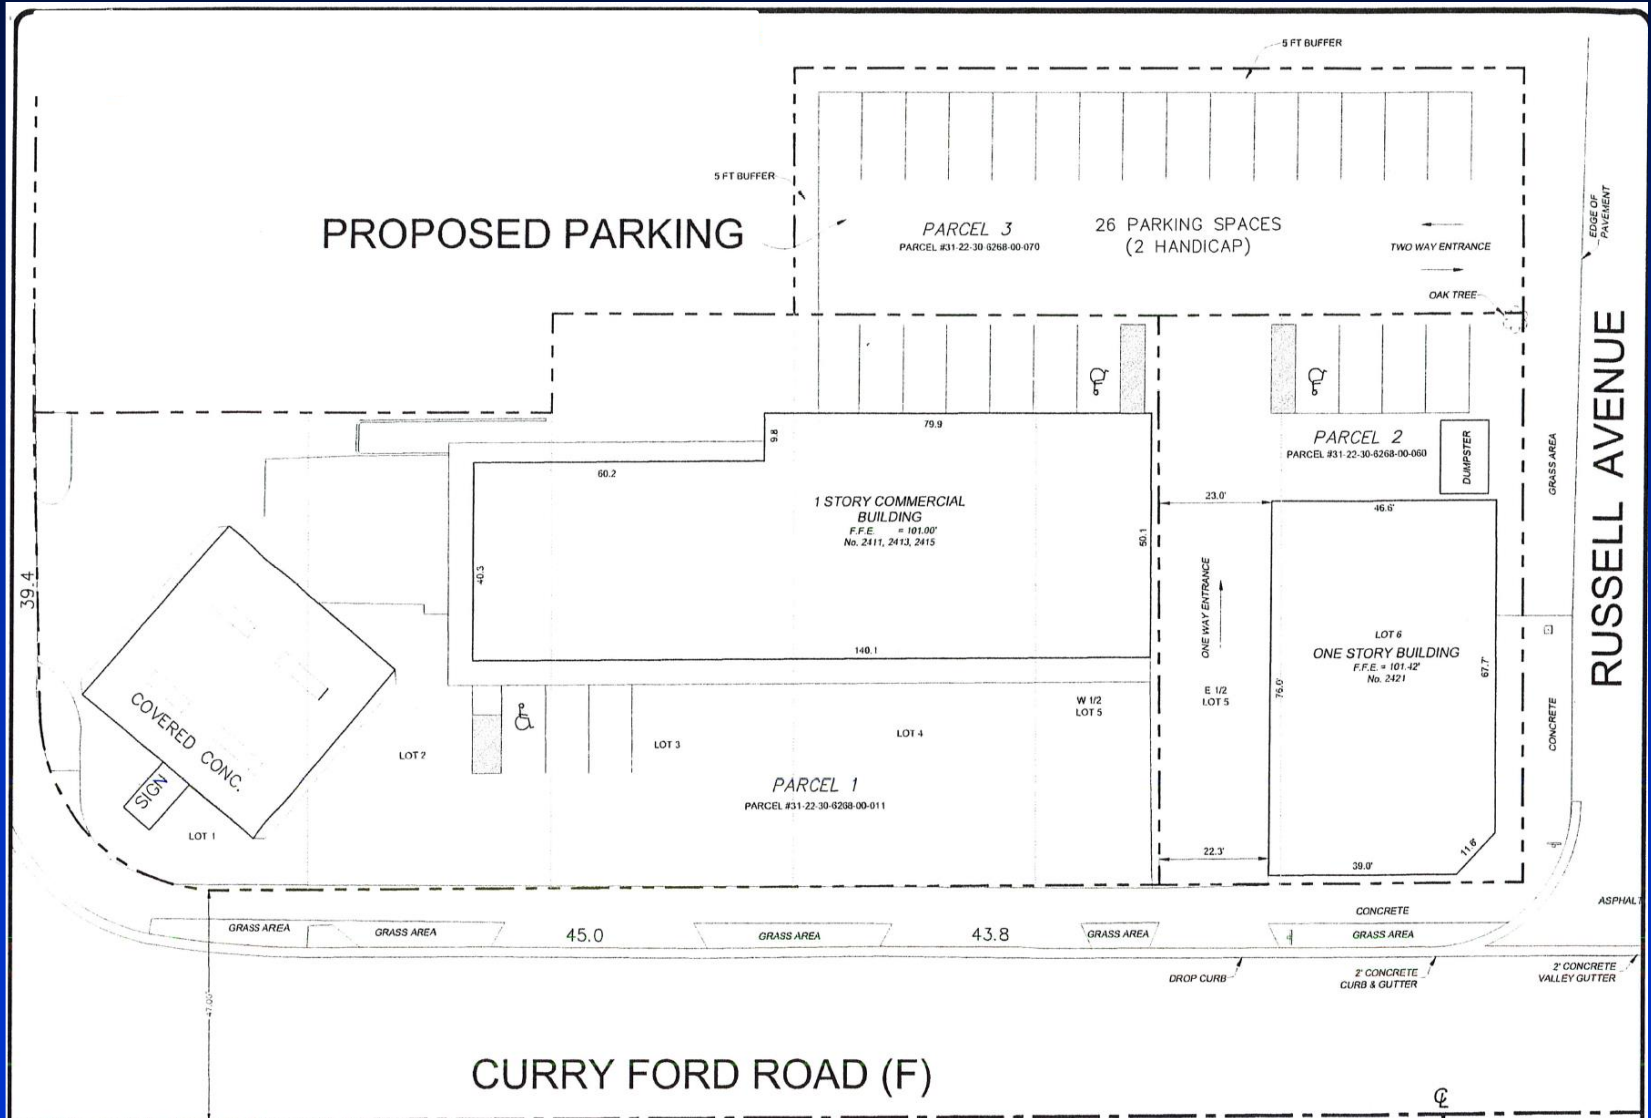 5 FT BUFFER
5 FT BUFFER
PROPOSED PARKING
PARCEL 3
PARCEL #31-22-30-6268-00-070
26 PARKING SPACES
(2 HANDICAP)
TWO WAY ENTRANCE
OAK TREE
EDGE OF
PAVEMENT
RUSSELL AVENUE
79.9
9.8
60.2
1 STORY COMMERCIAL
BUILDING
F.F.E. = 101.00'
No. 2411, 2413, 2415
50.1
40.3
140.1
PARCEL 2
PARCEL #31-22-30-6268-00-060
DUMPSTER
GRASS AREA
23.0'
46.6'
39.4
ONE WAY ENTRANCE
LOT 6
ONE STORY BUILDING
F.F.E. = 101.42'
No. 2421
67.7'
76.0'
E 1/2
LOT 5
W 1/2
LOT 5
CONCRETE
COVERED CONC.
SIGN
LOT 1
LOT 2
LOT 3
LOT 4
PARCEL 1
PARCEL #31-22-30-6268-00-011
22.3'
39.0'
11.6'
CONCRETE
ASPHALT
GRASS AREA
GRASS AREA
45.0
GRASS AREA
43.8
GRASS AREA
GRASS AREA
DROP CURB
2' CONCRETE
CURB & GUTTER
2' CONCRETE
VALLEY GUTTER
47.00'
CURRY FORD ROAD (F)
℄